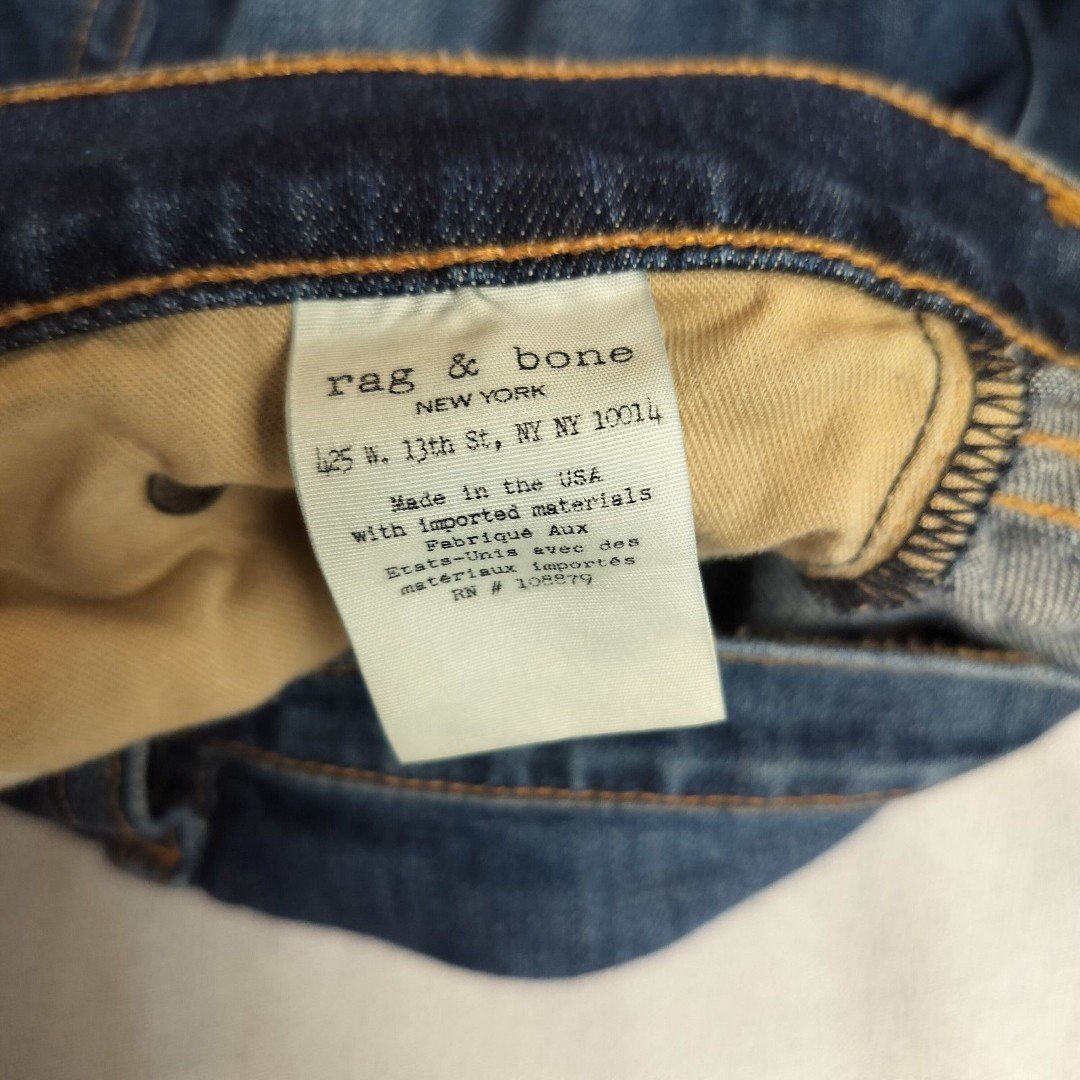 rag & bone
NEW YORK
425 W. 13th St, NY NY 10014
Made in the USA
with imported materials
Fabriqué Aux
Etats-Unis avec des
matériaux importés
RN # 108879